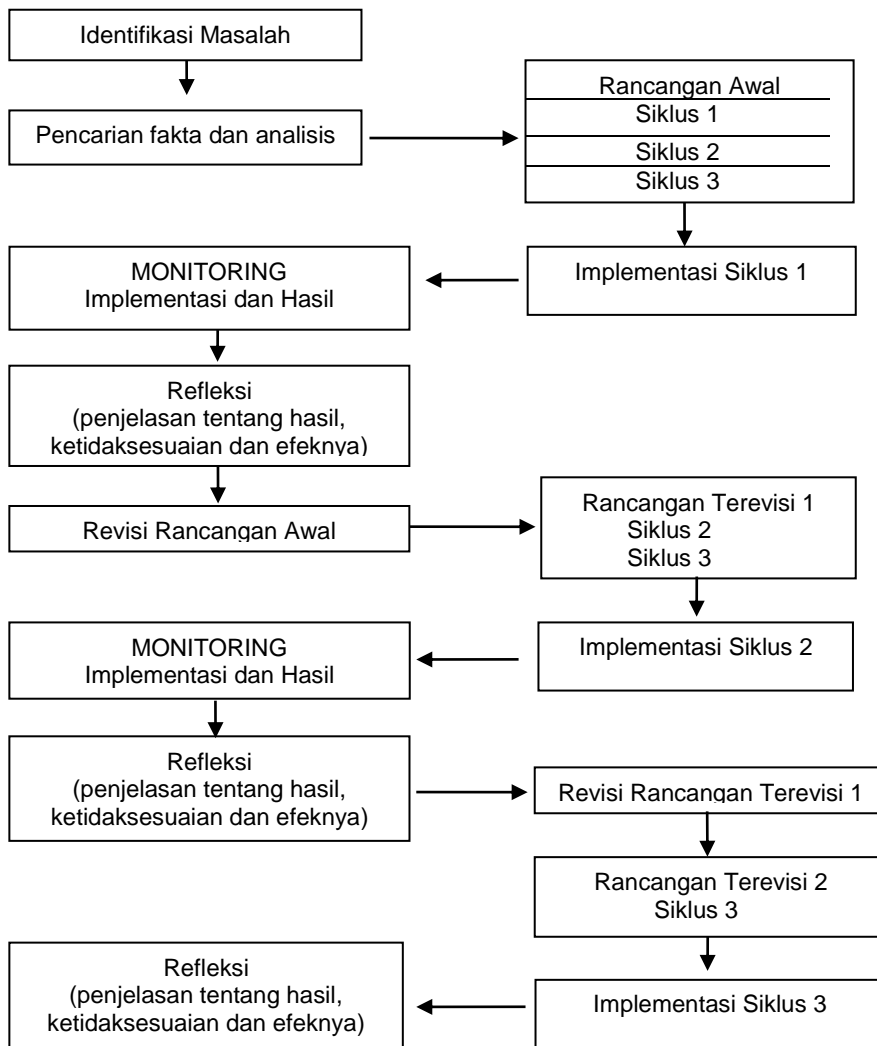 Identifikasi Masalah
Pencarian fakta dan analisis
Rancangan Awal
Siklus 1
Siklus 2
Siklus 3
Implementasi Siklus 1
MONITORING
Implementasi dan Hasil
Refleksi
(penjelasan tentang hasil,
ketidaksesuaian dan efeknya)
Revisi Rancangan Awal
Rancangan Terevisi 1
Siklus 2
Siklus 3
Implementasi Siklus 2
MONITORING
Implementasi dan Hasil
Refleksi
(penjelasan tentang hasil,
ketidaksesuaian dan efeknya)
Revisi Rancangan Terevisi 1
Rancangan Terevisi 2
Siklus 3
Implementasi Siklus 3
Refleksi
(penjelasan tentang hasil,
ketidaksesuaian dan efeknya)